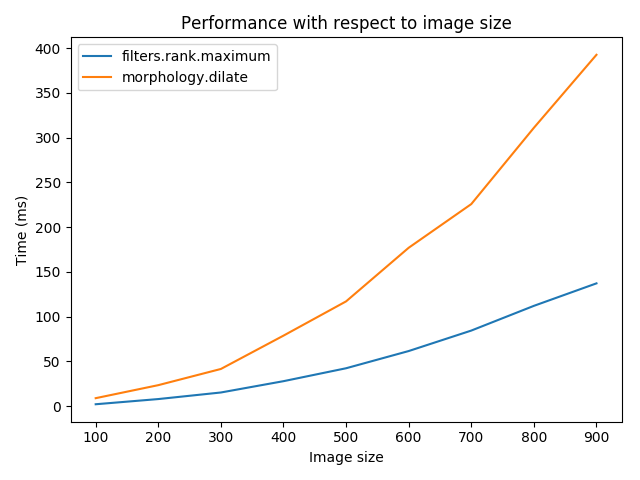 Performance with respect to image size
filters.rank.maximum
morphology.dilate
Time (ms)
400
350
300
250
200
150
100
50
0
100 200 300 400 500 600 700 800 900
Image size